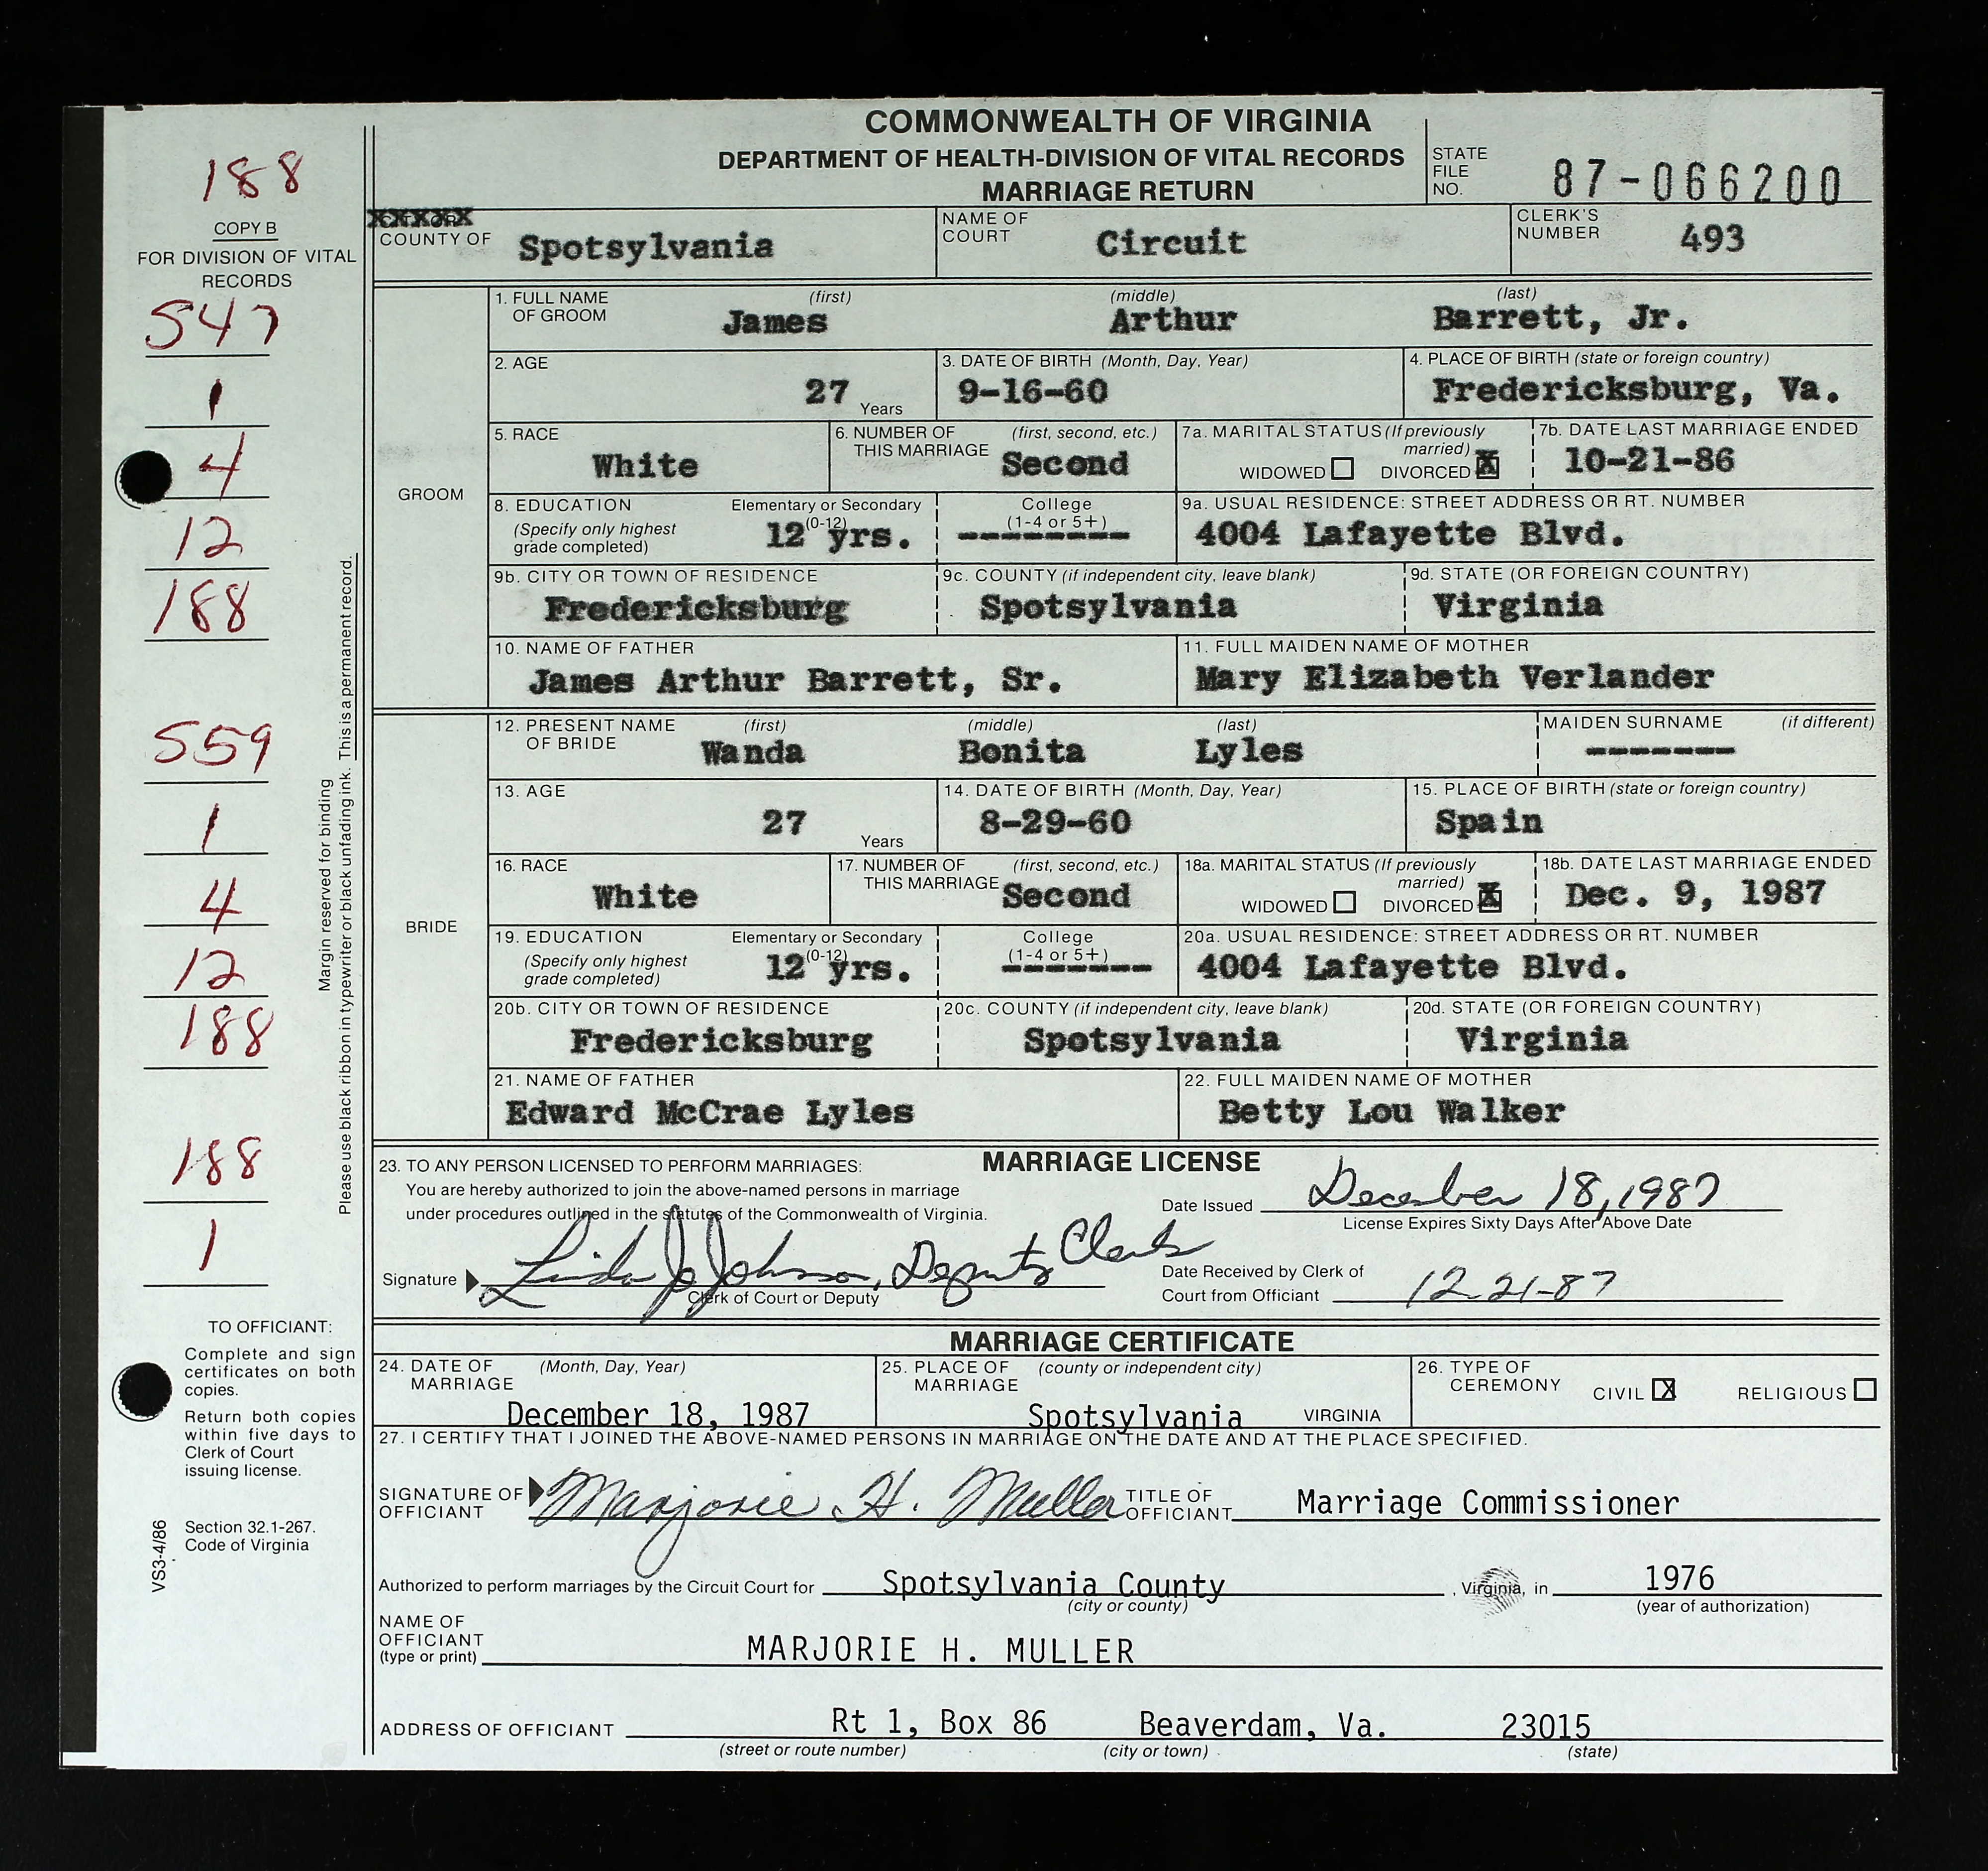 COMMONWEALTH OF VIRGINIA
DEPARTMENT OF HEALTH-DIVISION OF VITAL RECORDS
MARRIAGE RETURN
STATE FILE NO. 87-066200
188
COPY B
FOR DIVISION OF VITAL RECORDS
547
1
4
12
188
559
1
4
12
188
188
1
Margin reserved for binding
Please use black ribbon in typewriter or black unfading ink. This is a permanent record.
TO OFFICIANT:
Complete and sign
certificates on both
copies.
Return both copies
within five days to
Clerk of Court
issuing license.
Section 32.1-267.
Code of Virginia
VS3-4/86
COUNTY OF Spotsylvania
NAME OF COURT Circuit
CLERK'S NUMBER 493
GROOM
1. FULL NAME OF GROOM (first) James (middle) Arthur (last) Barrett, Jr.
2. AGE 27 Years
3. DATE OF BIRTH (Month, Day, Year) 9-16-60
4. PLACE OF BIRTH (state or foreign country) Fredericksburg, Va.
5. RACE White
6. NUMBER OF THIS MARRIAGE (first, second, etc.) Second
7a. MARITAL STATUS (If previously married) WIDOWED DIVORCED X
7b. DATE LAST MARRIAGE ENDED 10-21-86
8. EDUCATION (Specify only highest grade completed) Elementary or Secondary (0-12) 12 yrs. College (1-4 or 5+) --------
9a. USUAL RESIDENCE: STREET ADDRESS OR RT. NUMBER 4004 Lafayette Blvd.
9b. CITY OR TOWN OF RESIDENCE Fredericksburg
9c. COUNTY (if independent city, leave blank) Spotsylvania
9d. STATE (OR FOREIGN COUNTRY) Virginia
10. NAME OF FATHER James Arthur Barrett, Sr.
11. FULL MAIDEN NAME OF MOTHER Mary Elizabeth Verlander
BRIDE
12. PRESENT NAME OF BRIDE (first) Wanda (middle) Bonita (last) Lyles
MAIDEN SURNAME (if different) -------
13. AGE 27 Years
14. DATE OF BIRTH (Month, Day, Year) 8-29-60
15. PLACE OF BIRTH (state or foreign country) Spain
16. RACE White
17. NUMBER OF THIS MARRIAGE (first, second, etc.) Second
18a. MARITAL STATUS (If previously married) WIDOWED DIVORCED X
18b. DATE LAST MARRIAGE ENDED Dec. 9, 1987
19. EDUCATION (Specify only highest grade completed) Elementary or Secondary (0-12) 12 yrs. College (1-4 or 5+) -------
20a. USUAL RESIDENCE: STREET ADDRESS OR RT. NUMBER 4004 Lafayette Blvd.
20b. CITY OR TOWN OF RESIDENCE Fredericksburg
20c. COUNTY (if independent city, leave blank) Spotsylvania
20d. STATE (OR FOREIGN COUNTRY) Virginia
21. NAME OF FATHER Edward McCrae Lyles
22. FULL MAIDEN NAME OF MOTHER Betty Lou Walker
23. TO ANY PERSON LICENSED TO PERFORM MARRIAGES: MARRIAGE LICENSE
You are hereby authorized to join the above-named persons in marriage
under procedures outlined in the statutes of the Commonwealth of Virginia.
Date Issued December 18, 1987
License Expires Sixty Days After Above Date
Signature Linda J. Johnson, Deputy Clerk
Clerk of Court or Deputy
Date Received by Clerk of Court from Officiant 12-21-87
MARRIAGE CERTIFICATE
24. DATE OF MARRIAGE (Month, Day, Year) December 18, 1987
25. PLACE OF MARRIAGE (county or independent city) Spotsylvania VIRGINIA
26. TYPE OF CEREMONY CIVIL X RELIGIOUS
27. I CERTIFY THAT I JOINED THE ABOVE-NAMED PERSONS IN MARRIAGE ON THE DATE AND AT THE PLACE SPECIFIED.
SIGNATURE OF OFFICIANT Marjorie H. Muller TITLE OF OFFICIANT Marriage Commissioner
Authorized to perform marriages by the Circuit Court for Spotsylvania County, Virginia, in 1976
(city or county) (year of authorization)
NAME OF OFFICIANT (type or print) MARJORIE H. MULLER
ADDRESS OF OFFICIANT Rt 1, Box 86 Beaverdam, Va. 23015
(street or route number) (city or town) (state)